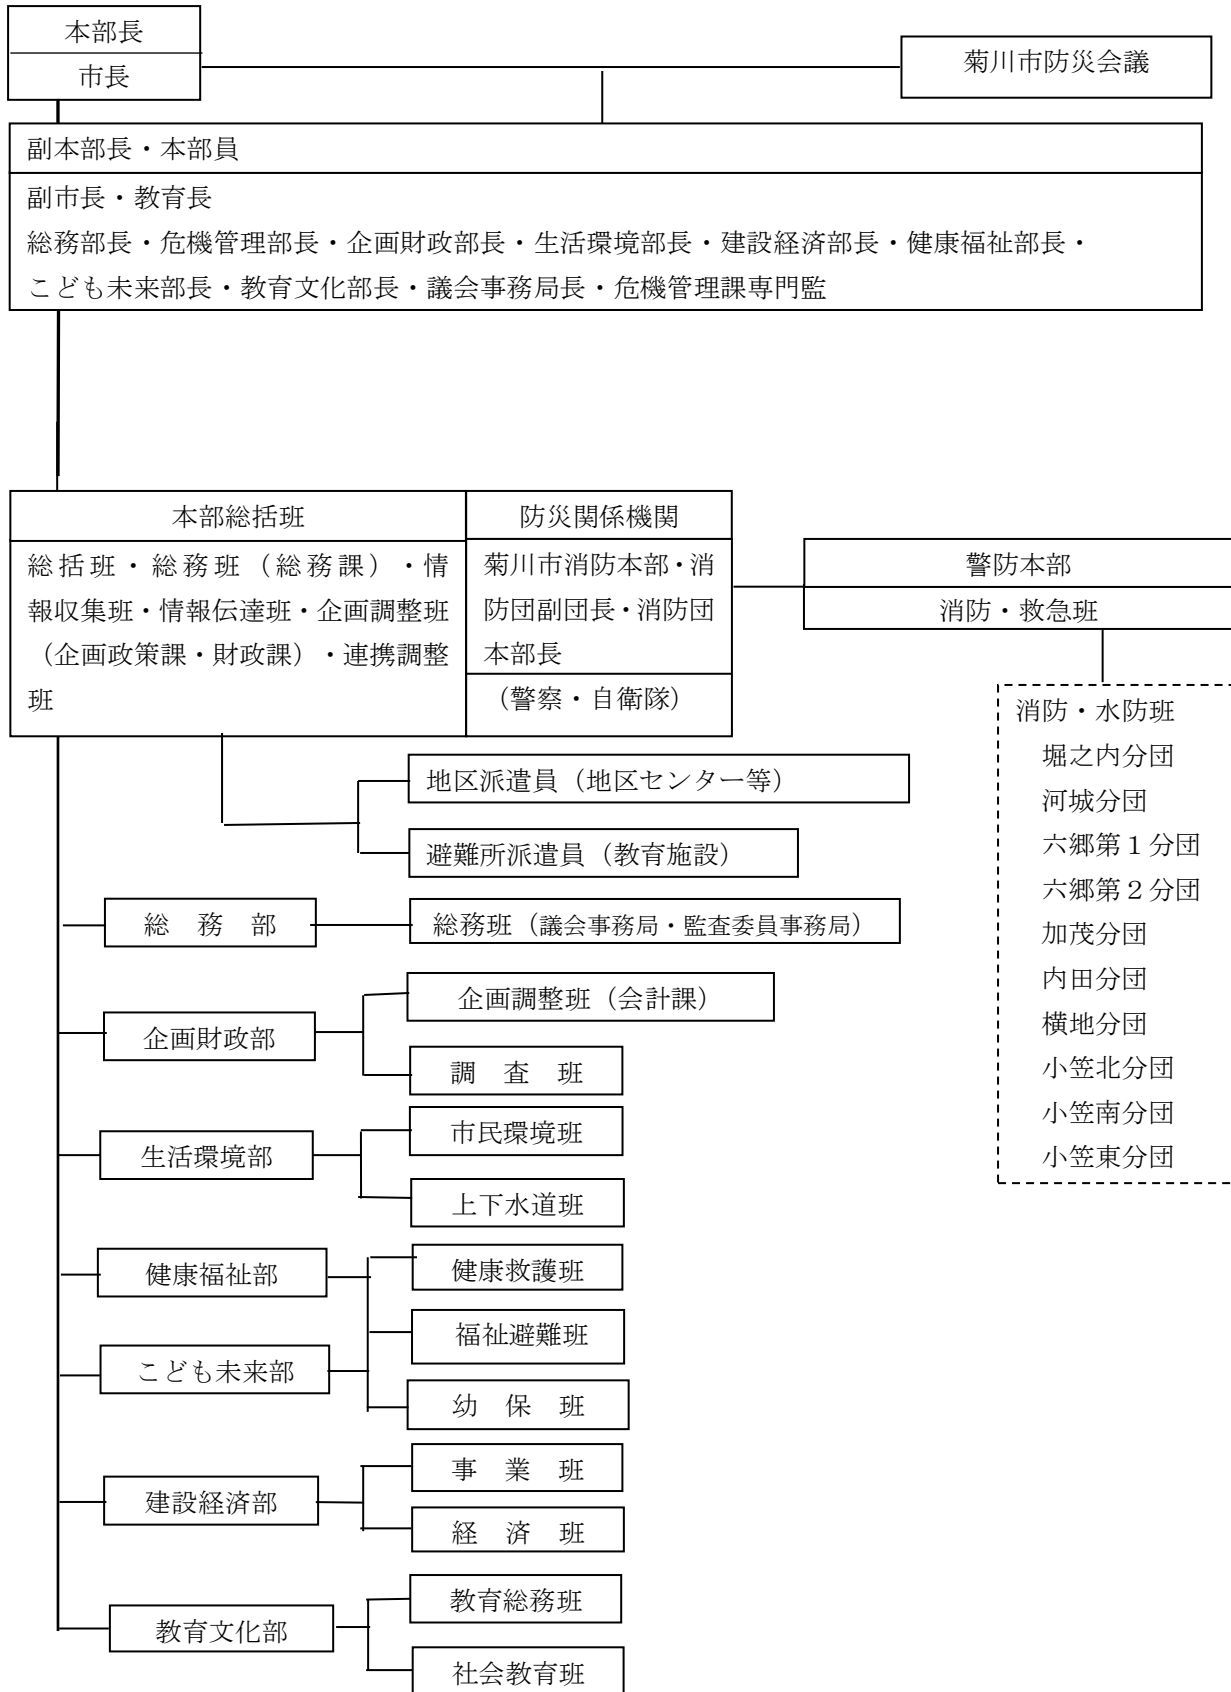 本部長
市長
菊川市防災会議
副本部長・本部員
副市長・教育長
総務部長・危機管理部長・企画財政部長・生活環境部長・建設経済部長・健康福祉部長・
こども未来部長・教育文化部長・議会事務局長・危機管理課専門監
本部総括班
総括班・総務班（総務課）・情
報収集班・情報伝達班・企画調整班
（企画政策課・財政課）・連携調整
班
防災関係機関
菊川市消防本部・消
防団副団長・消防団
本部長
（警察・自衛隊）
警防本部
消防・救急班
消防・水防班
堀之内分団
河城分団
六郷第１分団
六郷第２分団
加茂分団
内田分団
横地分団
小笠北分団
小笠南分団
小笠東分団
地区派遣員（地区センター等）
避難所派遣員（教育施設）
総　務　部
総務班（議会事務局・監査委員事務局）
企画財政部
企画調整班（会計課）
調　査　班
生活環境部
市民環境班
上下水道班
健康福祉部
健康救護班
福祉避難班
こども未来部
幼　保　班
建設経済部
事　業　班
経　済　班
教育文化部
教育総務班
社会教育班